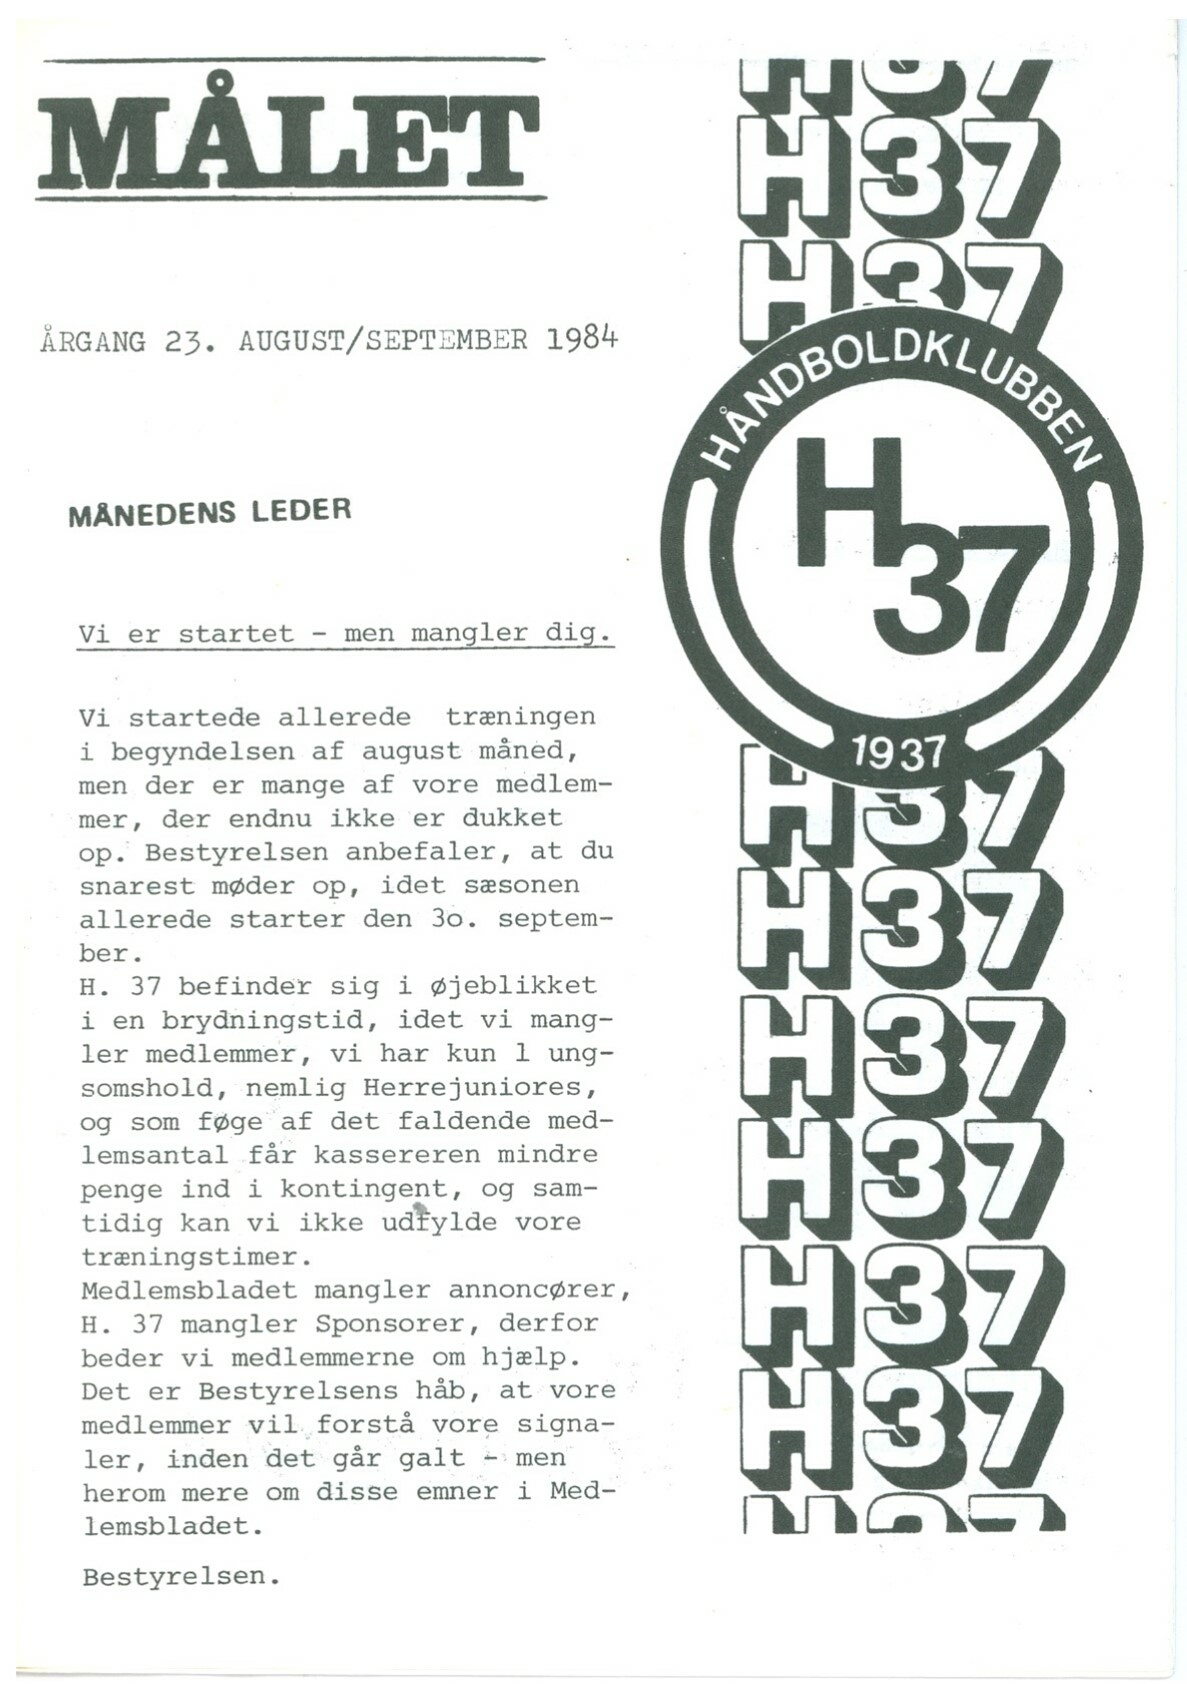 MÅLET
ÅRGANG 23. AUGUST/SEPTEMBER 1984
MÅNEDENS LEDER
Vi er startet - men mangler dig.
Vi startede allerede træningen
i begyndelsen af august måned,
men der er mange af vore medlem-
mer, der endnu ikke er dukket
op. Bestyrelsen anbefaler, at du
snarest møder op, idet sæsonen
allerede starter den 3o. septem-
ber.
H. 37 befinder sig i øjeblikket
i en brydningstid, idet vi mang-
ler medlemmer, vi har kun 1 ung-
somshold, nemlig Herrejuniores,
og som føge af det faldende med-
lemsantal får kassereren mindre
penge ind i kontingent, og sam-
tidig kan vi ikke udfylde vore
træningstimer.
Medlemsbladet mangler annoncører,
H. 37 mangler Sponsorer, derfor
beder vi medlemmerne om hjælp.
Det er Bestyrelsens håb, at vore
medlemmer vil forstå vore signa-
ler, inden det går galt - men
herom mere om disse emner i Med-
lemsbladet.
Bestyrelsen.
H37
H37
H37
HÅNDBOLDKLUBBEN
H37
1937
H37
H37
H37
H37
H37
H37
H37